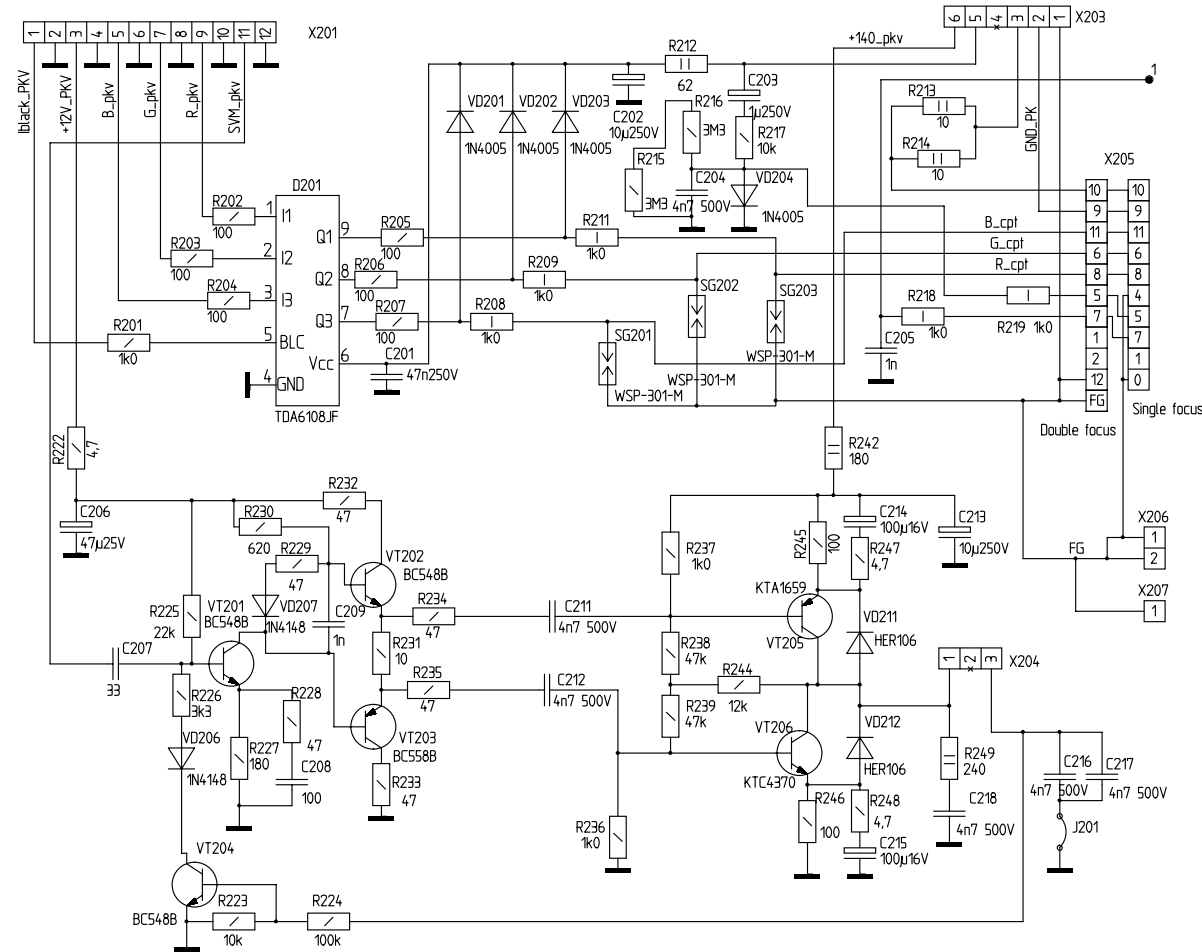 1 2 3 4 5 6 7 8 9 10 11 12
X201
6 5 4 3 2 1
X203
Iblack_PKV
+12V_PKV
B_pkv
G_pkv
R_pkv
SVM_pkv
+140_pkv
R212
62
C202
10µ250V
C203
1µ250V
R216
3M3
R217
10k
R215
3M3
C204
4n7 500V
VD204
1N4005
VD201
1N4005
VD202
1N4005
VD203
1N4005
1
R213
10
R214
10
GND_PK
X205
10 10
9 9
11 11
6 6
8 8
5 4
7 5
1 7
2 1
12 0
FG
Single focus
Double focus
B_cpt
G_cpt
R_cpt
D201
I1
I2
I3
BLC
GND
Q1
Q2
Q3
Vcc
1
2
3
5
4
9
8
7
6
TDA6108JF
R202
100
R203
100
R204
100
R201
1k0
R205
100
R206
100
R207
100
R211
1k0
R209
1k0
R208
1k0
C201
47n250V
SG201
WSP-301-M
SG202
WSP-301-M
SG203
WSP-301-M
R218
1k0
R219 1k0
C205
1n
R222
4,7
C206
47µ25V
R232
47
R230
620
R229
47
VT202
BC548B
R225
22k
VT201
BC548B
VD207
1N4148
C209
1n
R234
47
R231
10
R235
47
C207
33
R226
3k3
R228
47
R227
180
C208
100
VD206
1N4148
VT203
BC558B
R233
47
VT204
BC548B
R223
10k
R224
100k
C211
4n7 500V
C212
4n7 500V
R242
180
R237
1k0
R245
100
C214
100µ16V
R247
4,7
C213
10µ250V
KTA1659
VT205
VD211
HER106
R238
47k
R244
12k
R239
47k
VT206
KTC4370
VD212
HER106
R236
1k0
R246
100
R248
4,7
C215
100µ16V
1 2 3
X204
R249
240
C218
4n7 500V
C216
4n7 500V
C217
4n7 500V
J201
FG
X206
1
2
X207
1